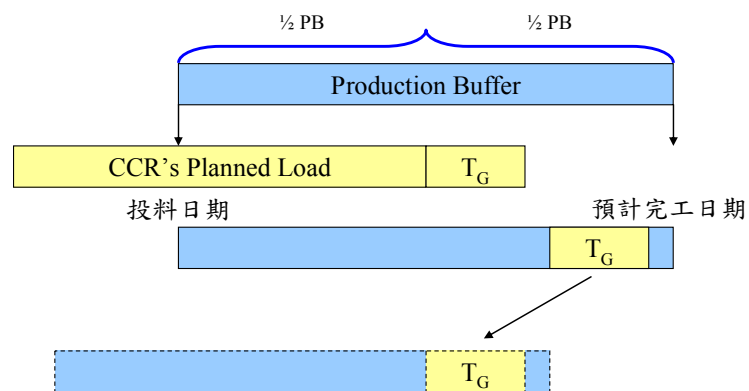 ½ PB ½ PB
Production Buffer
CCR's Planned Load T_G
投料日期 預計完工日期
T_G
T_G